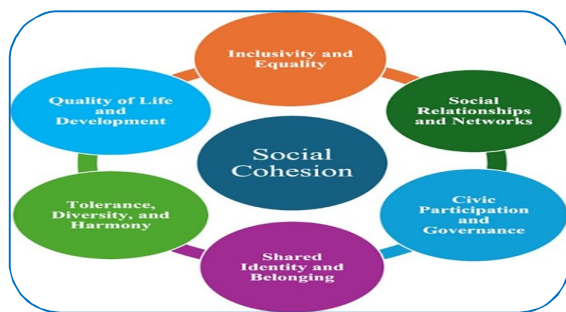 Inclusivity and
Equality
Quality of Life
and
Development
Social
Relationships
and Networks
Social
Cohesion
Tolerance,
Diversity, and
Harmony
Civic
Participation
and
Governance
Shared
Identity and
Belonging